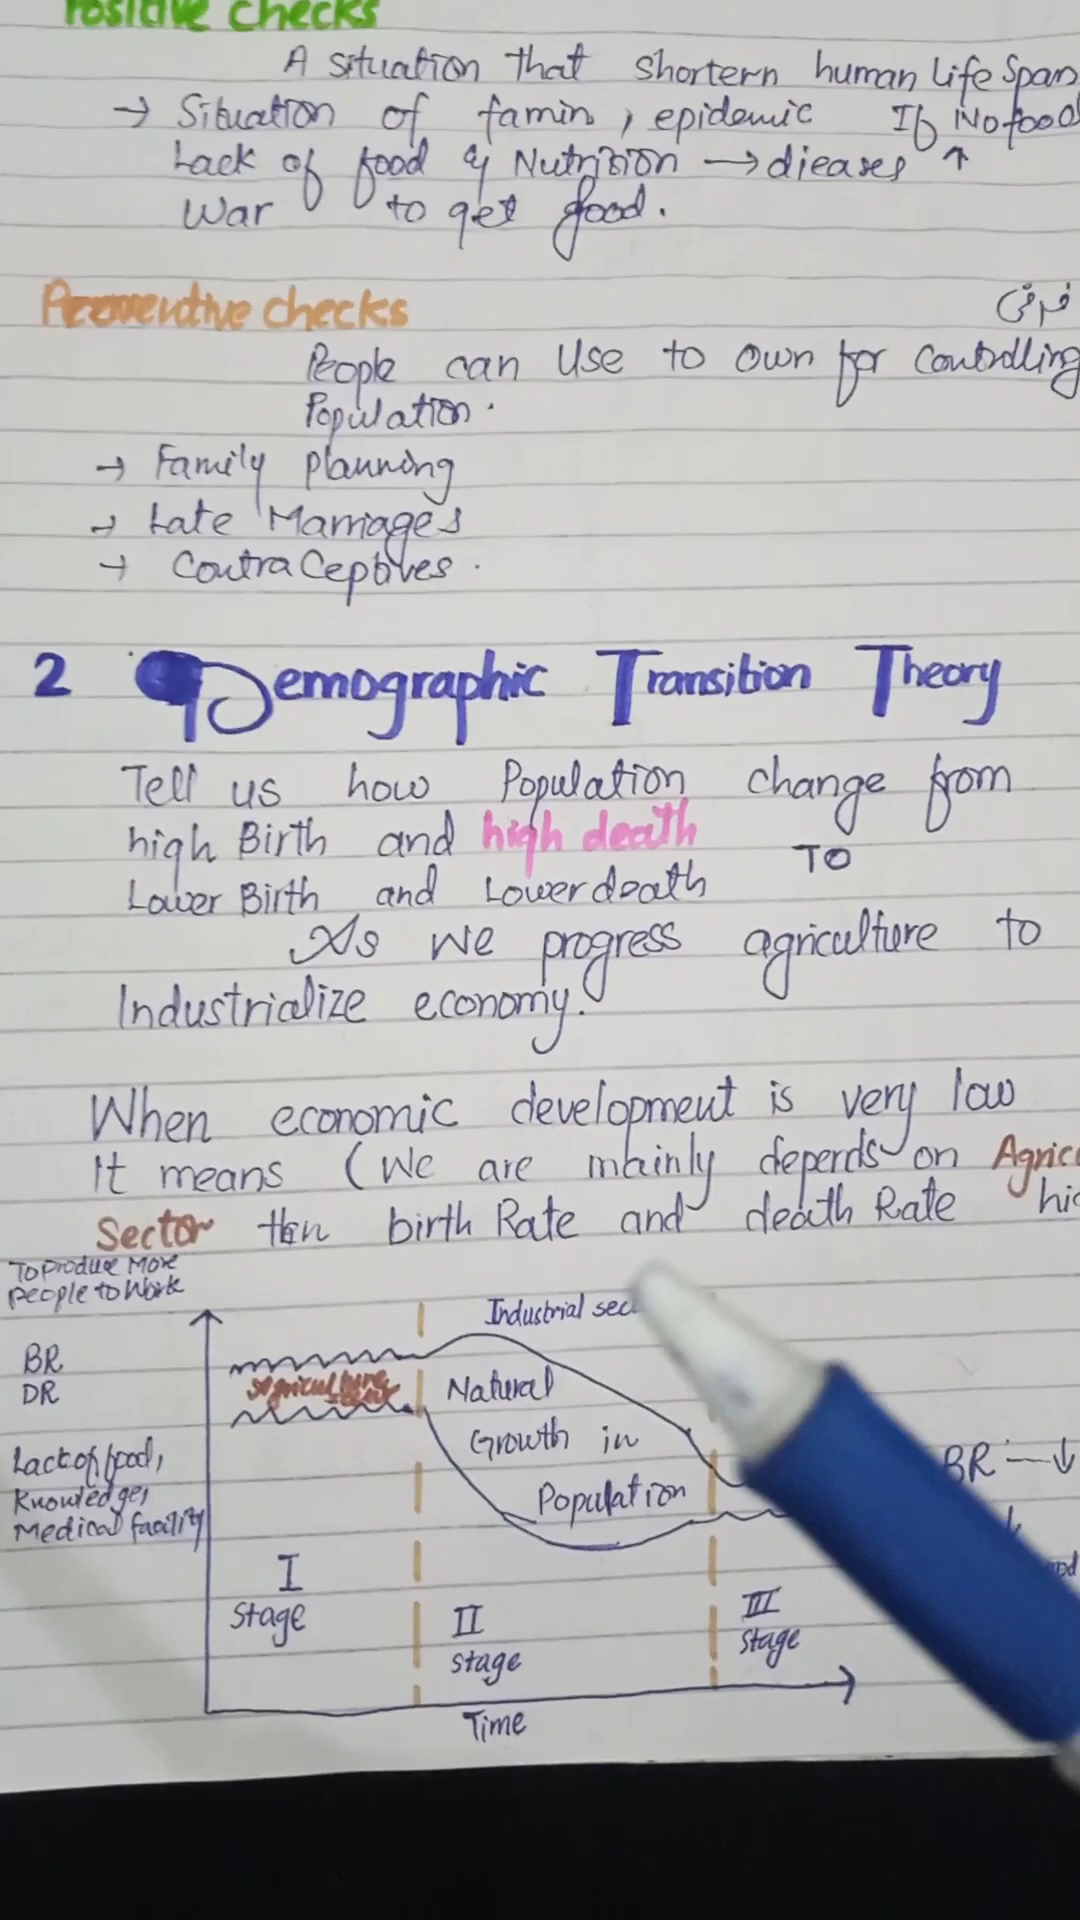 Positive Checks
A situation that Shortern human Life Span
→ Situation of famin, epidemic If No food
Lack of food & Nutrition → dieases ↑
War to get food.
Preventive Checks
People can Use to Own for Controlling
Population.
→ Family planning
→ Late Marriages
→ ContraCeptives.
2 Demographic Transition Theory
Tell us how Population change from
high Birth and high death TO
Lower Birth and Lower death
As we progress agriculture to
Industrialize economy.
When economic development is very low
It means (We are mainly depends on Agric
Sector then birth Rate and death Rate
To Produce More
People to Work
Industrial sec
BR
DR
Agriculture
Natural
Growth in
Population
BR → ↓
Lack of food,
Knowledge,
Medical facility
I
Stage
II
Stage
III
Stage
Time